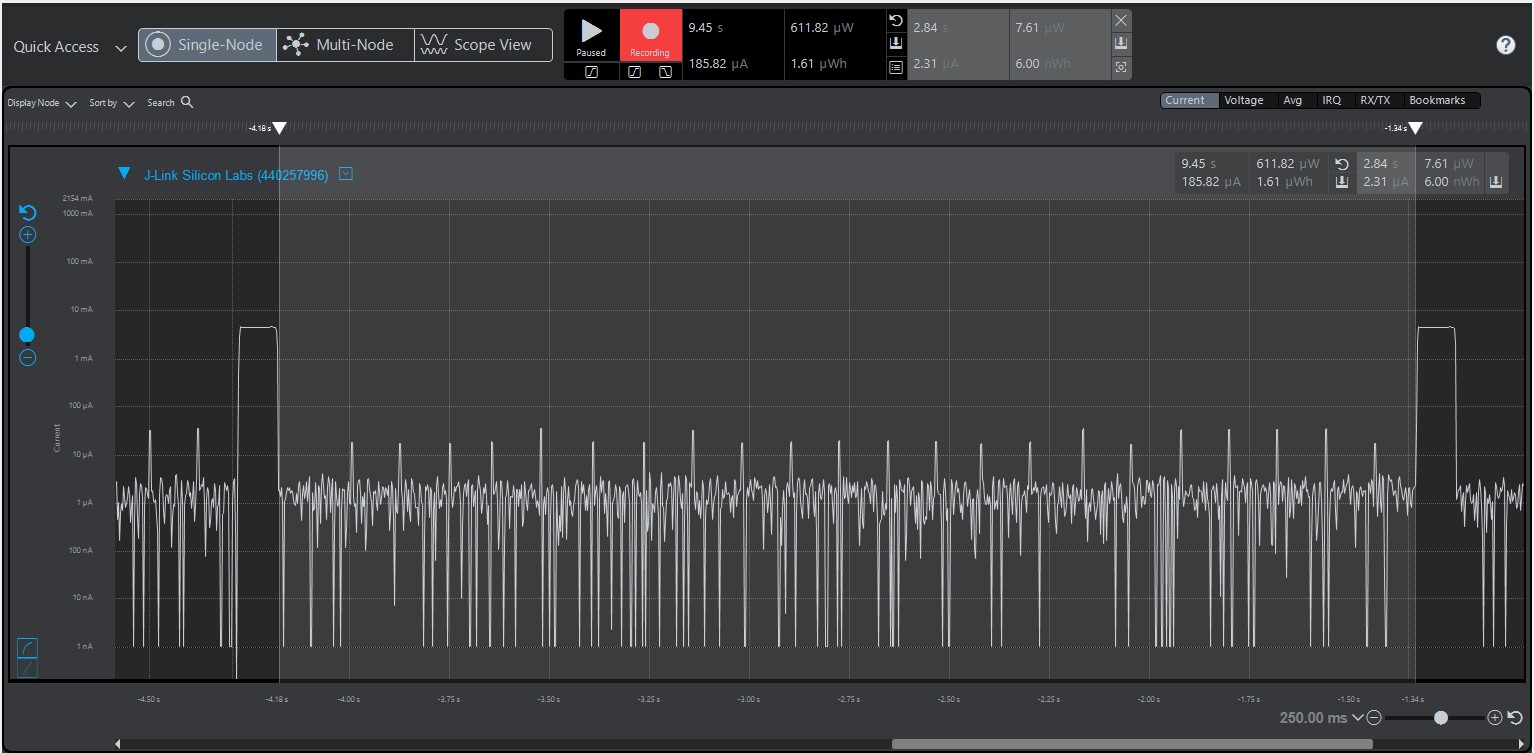 Quick Access
Single-Node
Multi-Node
Scope View
Paused
Recording
9.45 s
611.82 µW
185.82 µA
1.61 µWh
2.84 s
7.61 µW
2.31 µA
6.00 nWh
?
Display Node
Sort by
Search
Current
Voltage
Avg
IRQ
RX/TX
Bookmarks
-4.18 s
-1.34 s
J-Link Silicon Labs (440257996)
9.45 s
611.82 µW
2.84 s
7.61 µW
185.82 µA
1.61 µWh
2.31 µA
6.00 nWh
2154 mA
1000 mA
100 mA
10 mA
1 mA
100 µA
10 µA
1 µA
100 nA
10 nA
1 nA
Current
-4.50 s
-4.18 s
-4.00 s
-3.75 s
-3.50 s
-3.25 s
-3.00 s
-2.75 s
-2.50 s
-2.25 s
-2.00 s
-1.75 s
-1.50 s
-1.34 s
250.00 ms